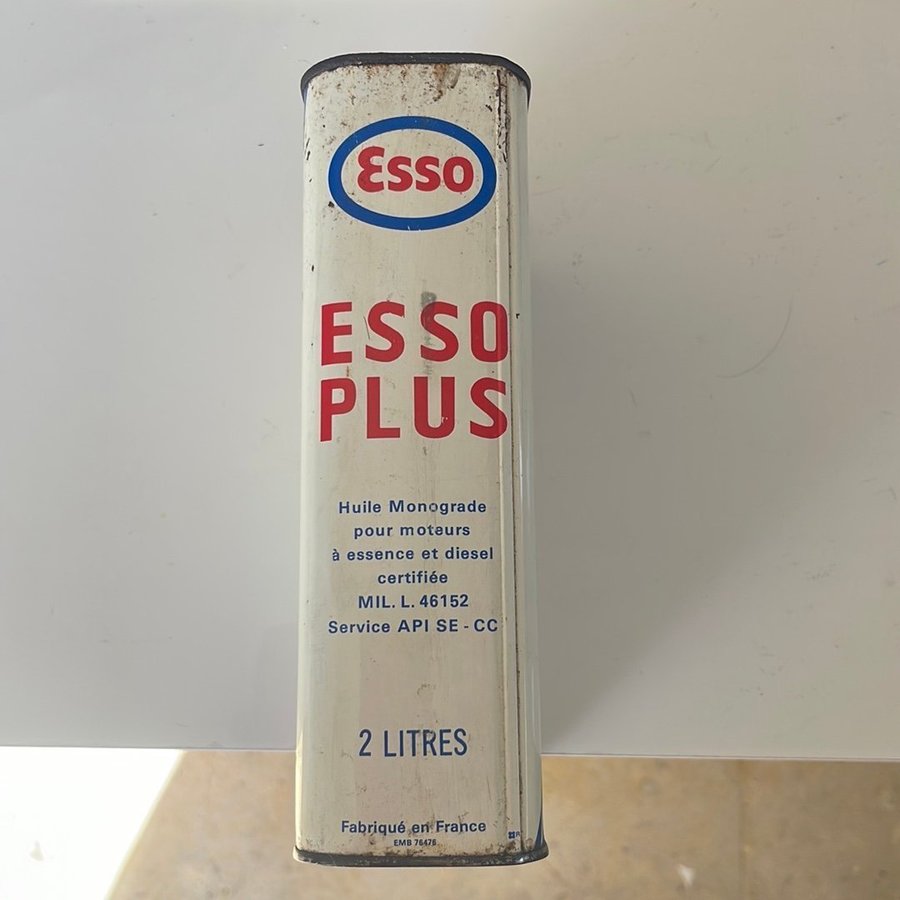 Esso
ESSO
PLUS
Huile Monograde
pour moteurs
à essence et diesel
certifiée
MIL. L. 46152
Service API SE - CC
2 LITRES
Fabriqué en France
EMB 76476